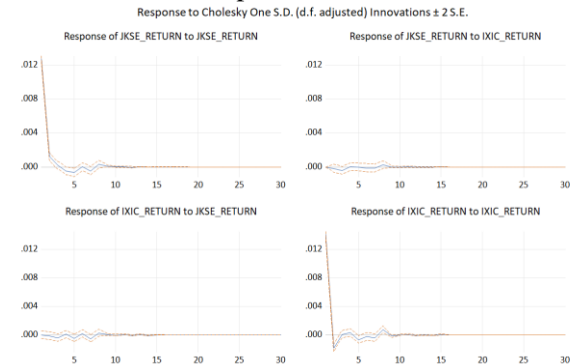 Response to Cholesky One S.D. (d.f. adjusted) Innovations ± 2 S.E.
Response of JKSE_RETURN to JKSE_RETURN
Response of JKSE_RETURN to IXIC_RETURN
.012
.008
.004
.000
5 10 15 20 25 30
.012
.008
.004
.000
5 10 15 20 25 30
Response of IXIC_RETURN to JKSE_RETURN
Response of IXIC_RETURN to IXIC_RETURN
.012
.008
.004
.000
5 10 15 20 25 30
.012
.008
.004
.000
5 10 15 20 25 30